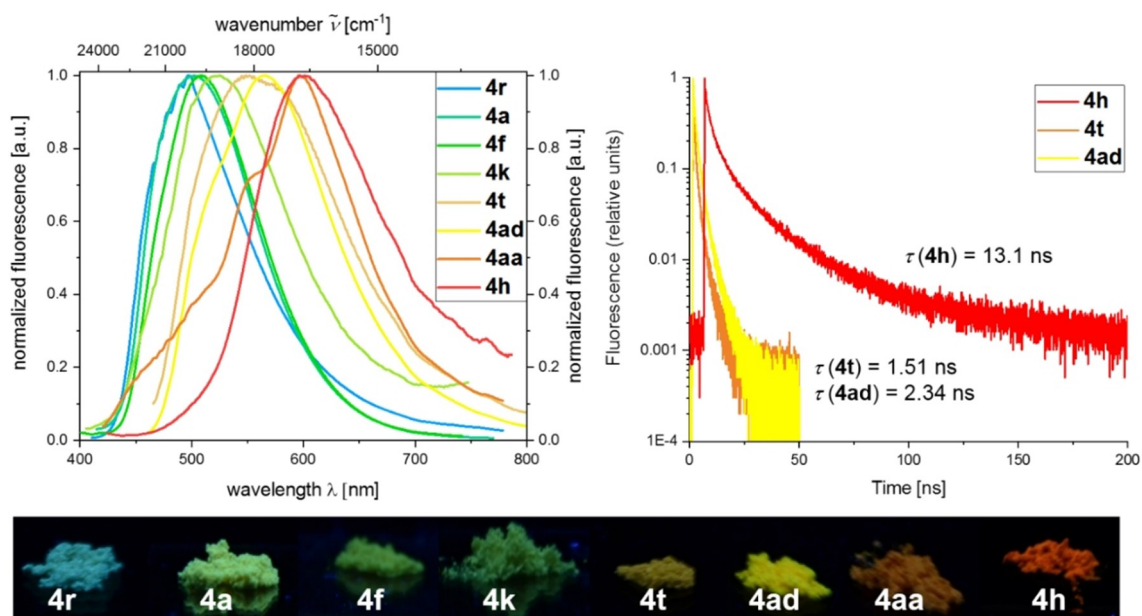 wavenumber ṽ [cm⁻¹]
24000 21000 18000 15000
normalized fluorescence [a.u.]
1.0
0.8
0.6
0.4
0.2
0.0
400 500 600 700 800
wavelength λ [nm]
1.0
0.8
0.6
0.4
0.2
0.0
normalized fluorescence [a.u.]
4r
4a
4f
4k
4t
4ad
4aa
4h
Fluorescence (relative units)
1
0.1
0.01
0.001
1E-4
0 50 100 150 200
Time [ns]
4h
4t
4ad
τ (4h) = 13.1 ns
τ (4t) = 1.51 ns
τ (4ad) = 2.34 ns
4r 4a 4f 4k 4t 4ad 4aa 4h